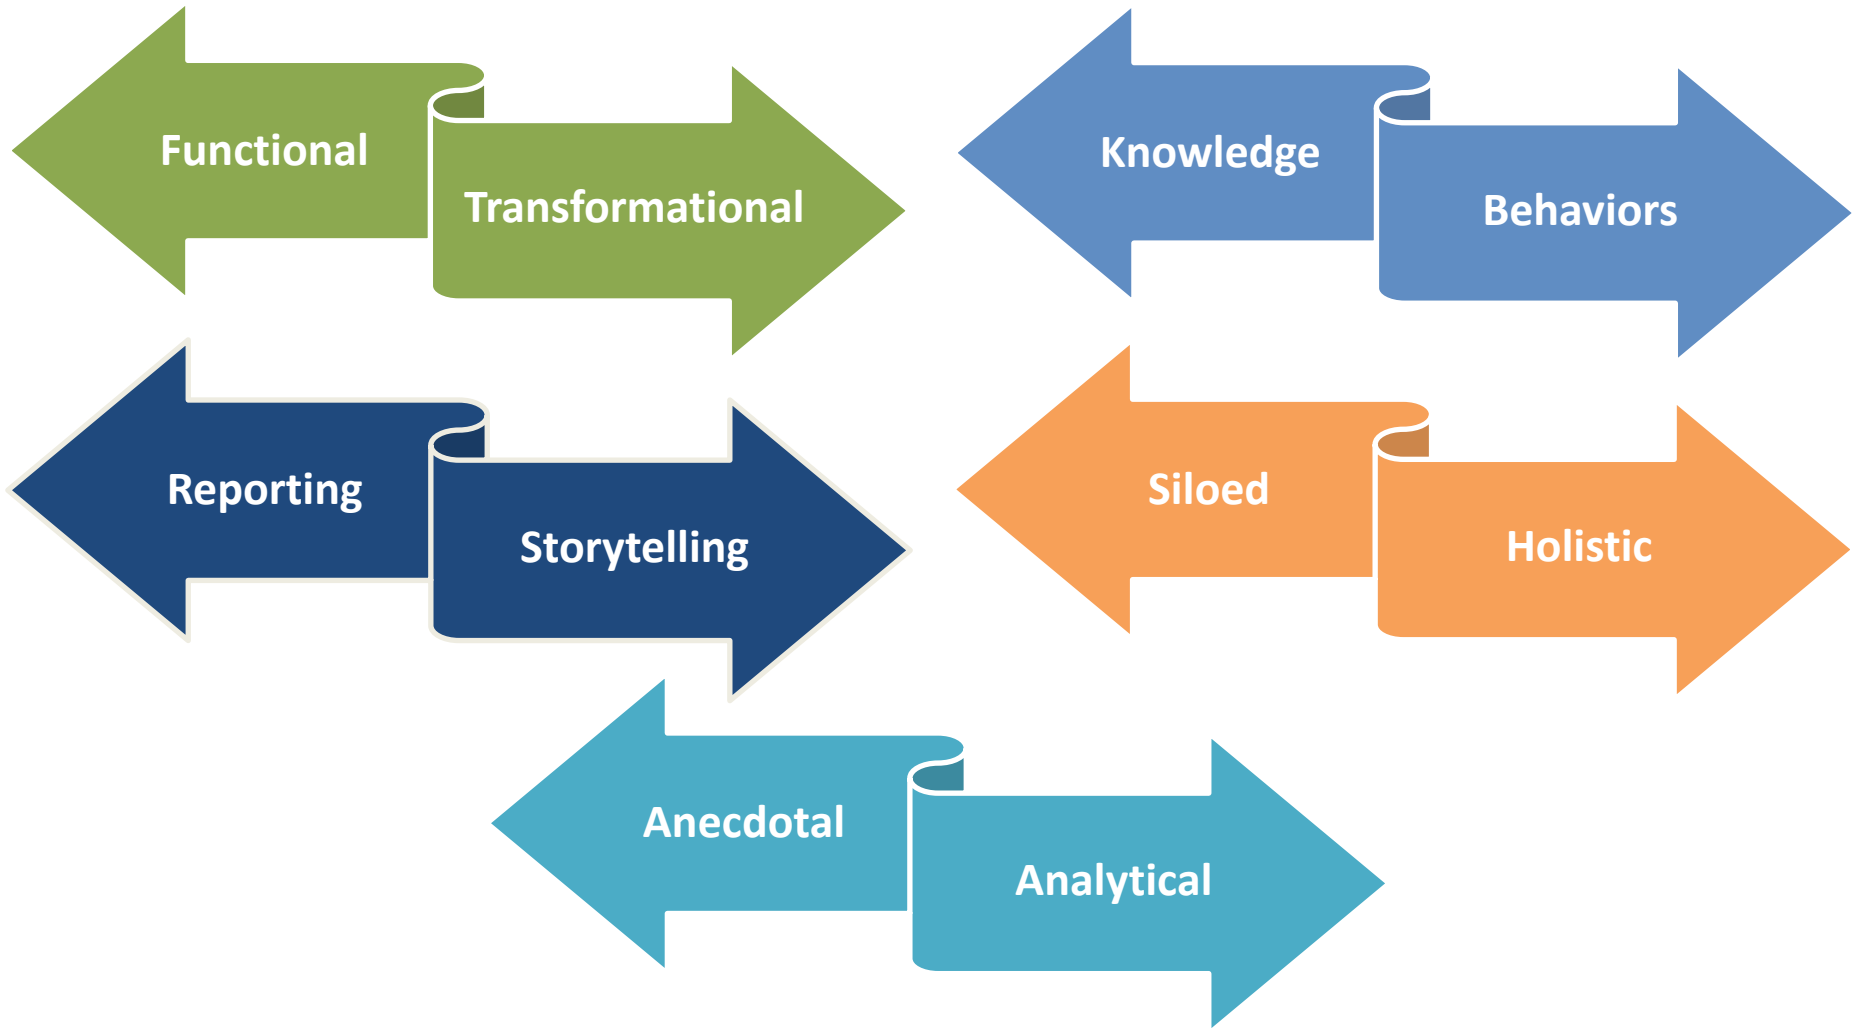 Functional
Transformational
Knowledge
Behaviors
Reporting
Storytelling
Siloed
Holistic
Anecdotal
Analytical